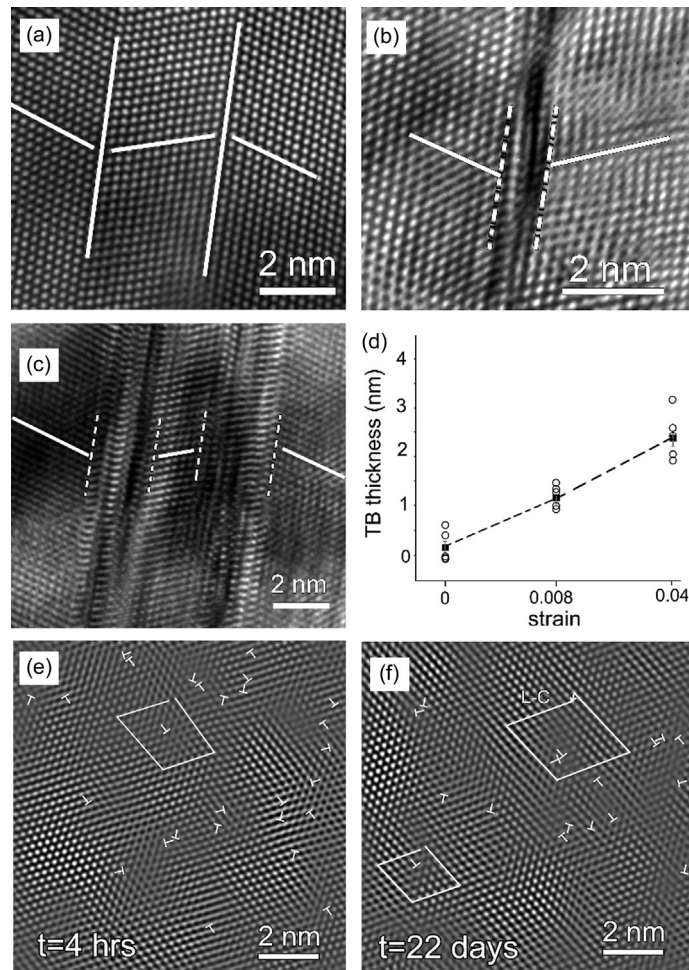 (a)
2 nm
(b)
2 nm
(c)
2 nm
(d)
TB thickness (nm)
4
3
2
1
0
0
0.008
0.04
strain
(e)
t=4 hrs
2 nm
(f)
L-C
t=22 days
2 nm